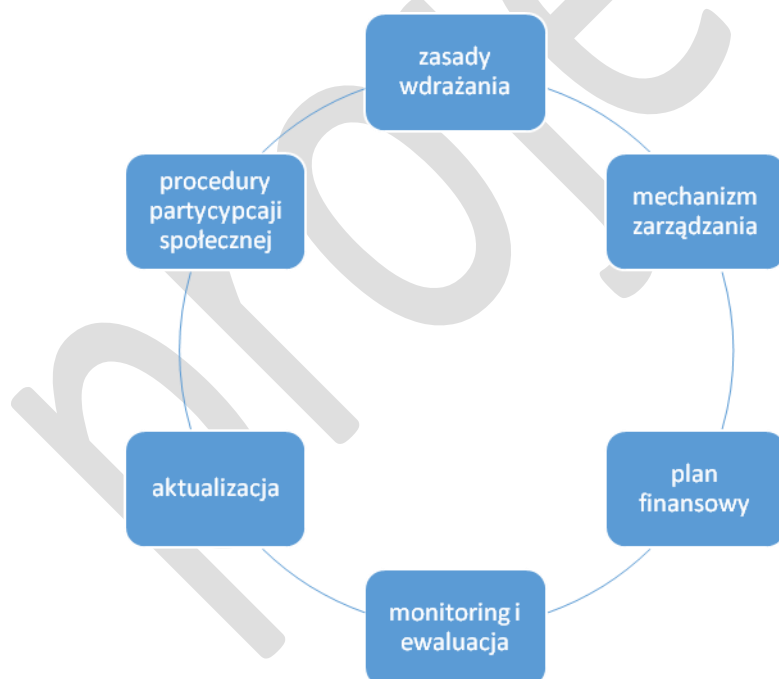 zasady
wdrażania
mechanizm
zarządzania
plan
finansowy
monitoring i
ewaluacja
aktualizacja
procedury
partycypcaji
społecznej